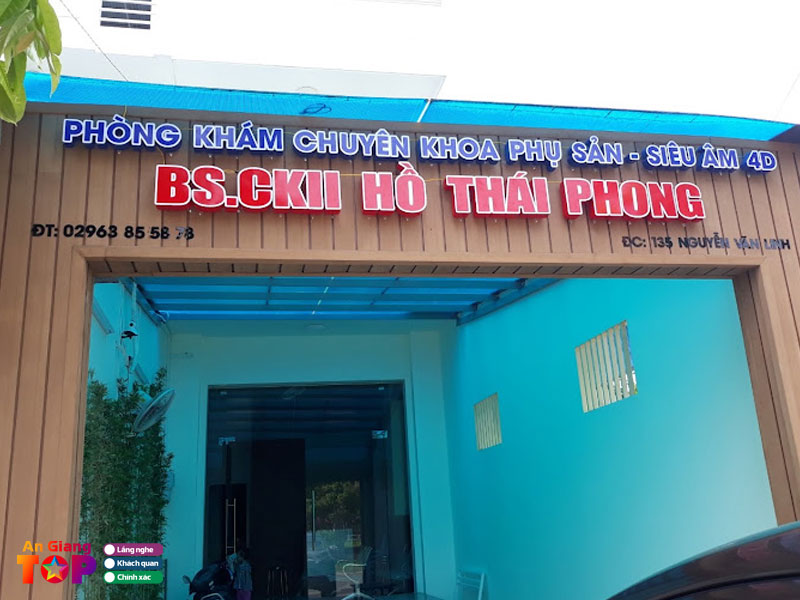 PHÒNG KHÁM CHUYÊN KHOA PHỤ SẢN - SIÊU ÂM 4D
BS.CKII HỒ THÁI PHONG
ĐT: 02963 85 58 78
ĐC: 135 NGUYỄN VĂN LINH
An Giang
TOP
Lắng nghe
Khách quan
Chính xác